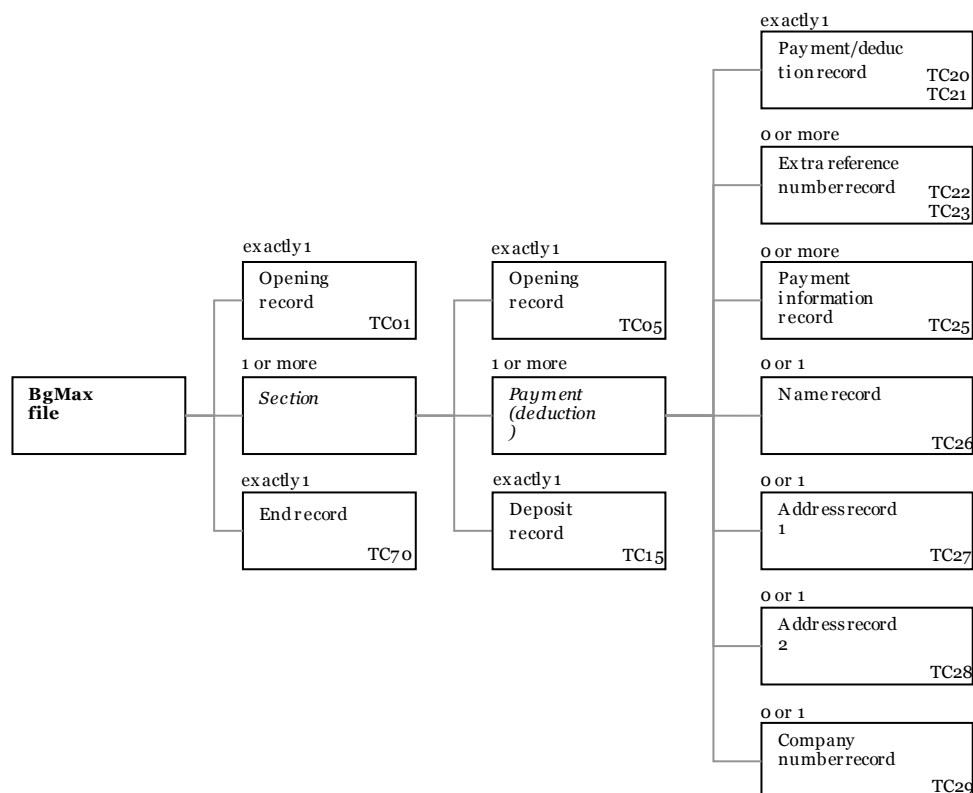 BgMax
file
exactly 1
Opening
record
TC01
1 or more
Section
exactly 1
End record
TC70
exactly 1
Opening
record
TC05
1 or more
Payment
(deduction
)
exactly 1
Deposit
record
TC15
exactly 1
Payment/deduc
tion record
TC20
TC21
0 or more
Extra reference
number record
TC22
TC23
0 or more
Payment
information
record
TC25
0 or 1
Name record
TC26
0 or 1
Address record
1
TC27
0 or 1
Address record
2
TC28
0 or 1
Company
number record
TC29